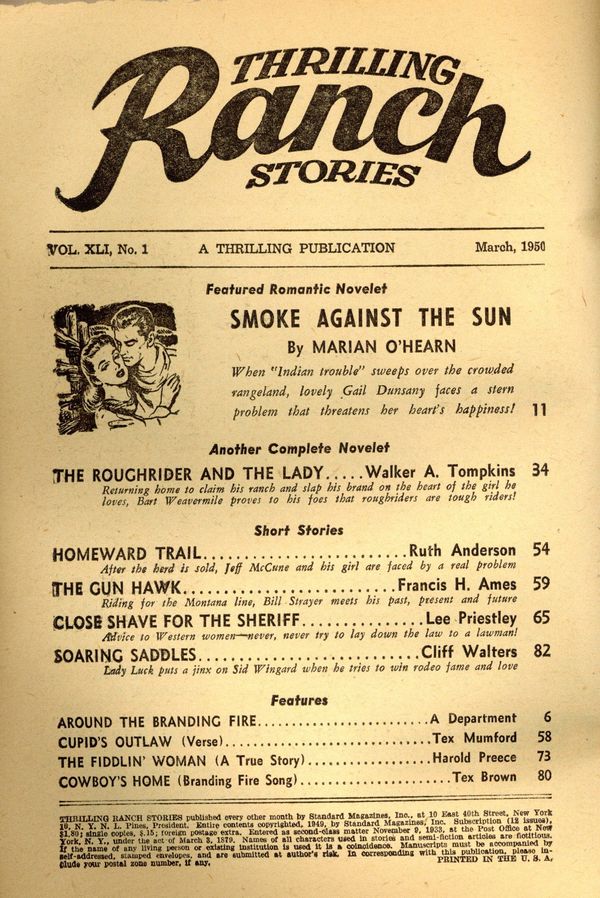 THRILLING
Ranch
STORIES
VOL. XLI, No. 1 A THRILLING PUBLICATION March, 1950
Featured Romantic Novelet
SMOKE AGAINST THE SUN
By MARIAN O'HEARN
When "Indian trouble" sweeps over the crowded
rangeland, lovely Gail Dunsany faces a stern
problem that threatens her heart's happiness! 11
Another Complete Novelet
THE ROUGHRIDER AND THE LADY.....Walker A. Tompkins 34
Returning home to claim his ranch and slap his brand on the heart of the girl he
loves, Bart Weavermile proves to his foes that roughriders are tough riders!
Short Stories
HOMEWARD TRAIL..........................Ruth Anderson 54
After the herd is sold, Jeff McCune and his girl are faced by a real problem
THE GUN HAWK..........................Francis H. Ames 59
Riding for the Montana line, Bill Strayer meets his past, present and future
CLOSE SHAVE FOR THE SHERIFF...............Lee Priestley 65
Advice to Western women—never, never try to lay down the law to a lawman!
SOARING SADDLES...........................Cliff Walters 82
Lady Luck puts a jinx on Sid Wingard when he tries to win rodeo fame and love
Features
AROUND THE BRANDING FIRE.....................A Department 6
CUPID'S OUTLAW (Verse).........................Tex Mumford 58
THE FIDDLIN' WOMAN (A True Story)...............Harold Preece 73
COWBOY'S HOME (Branding Fire Song)...................Tex Brown 80
THRILLING RANCH STORIES published every other month by Standard Magazines, Inc., at 10 East 40th Street, New York
16, N. Y. N. L. Pines, President. Entire contents copyrighted, 1949, by Standard Magazines, Inc. Subscription (12 issues),
$1.80; single copies, $.15; foreign postage extra. Entered as second-class matter November 9, 1933, at the Post Office at New
York, N. Y., under the act of March 3, 1879. Names of all characters used in stories and semi-fiction articles are fictitious.
If the name of any living person or existing institution is used it is a coincidence. Manuscripts must be accompanied by
self-addressed, stamped envelopes, and are submitted at author's risk. In corresponding with this publication, please in-
clude your postal zone number, if any. PRINTED IN THE U. S. A.